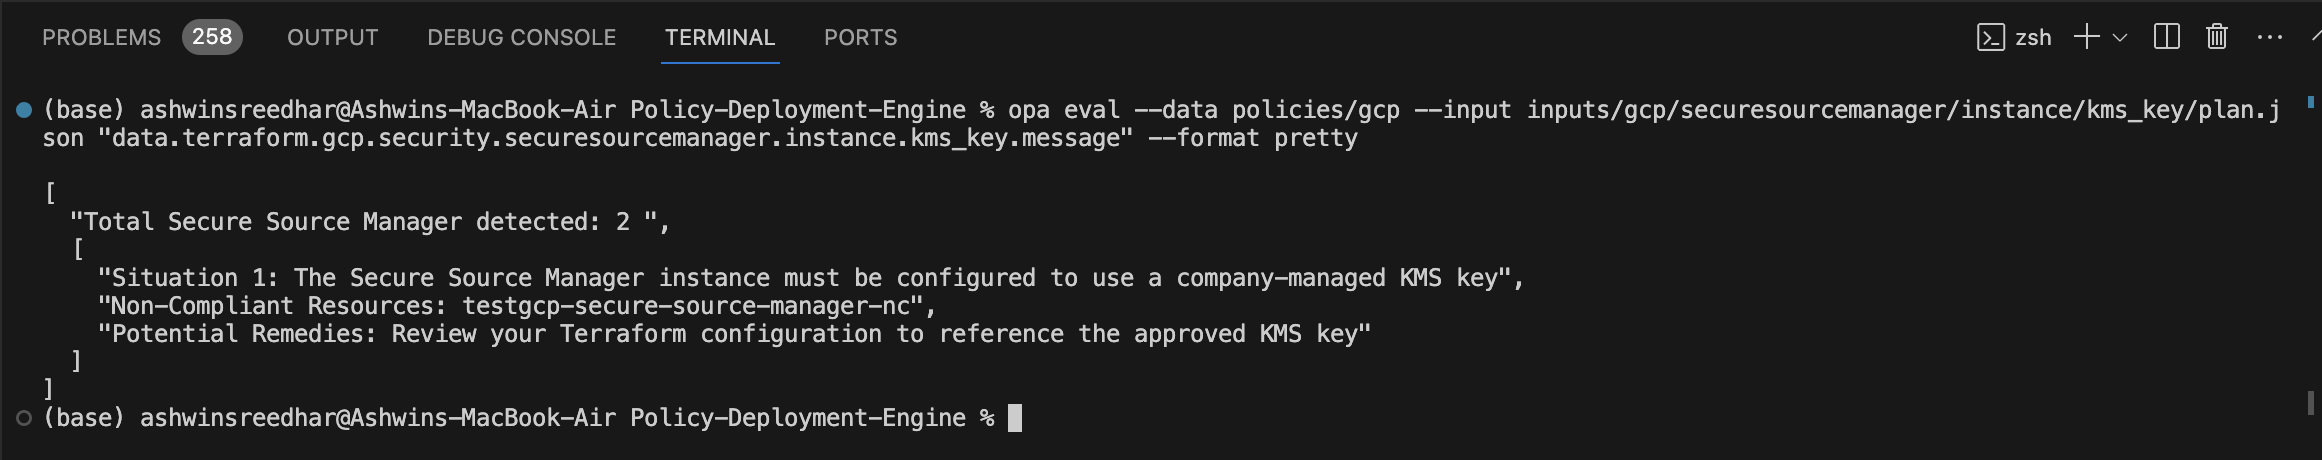 PROBLEMS 258 OUTPUT DEBUG CONSOLE TERMINAL PORTS zsh
(base) ashwinsreedhar@Ashwins-MacBook-Air Policy-Deployment-Engine % opa eval --data policies/gcp --input inputs/gcp/securesourcemanager/instance/kms_key/plan.j
son "data.terraform.gcp.security.securesourcemanager.instance.kms_key.message" --format pretty
[
"Total Secure Source Manager detected: 2 ",
[
"Situation 1: The Secure Source Manager instance must be configured to use a company-managed KMS key",
"Non-Compliant Resources: testgcp-secure-source-manager-nc",
"Potential Remedies: Review your Terraform configuration to reference the approved KMS key"
]
]
(base) ashwinsreedhar@Ashwins-MacBook-Air Policy-Deployment-Engine %